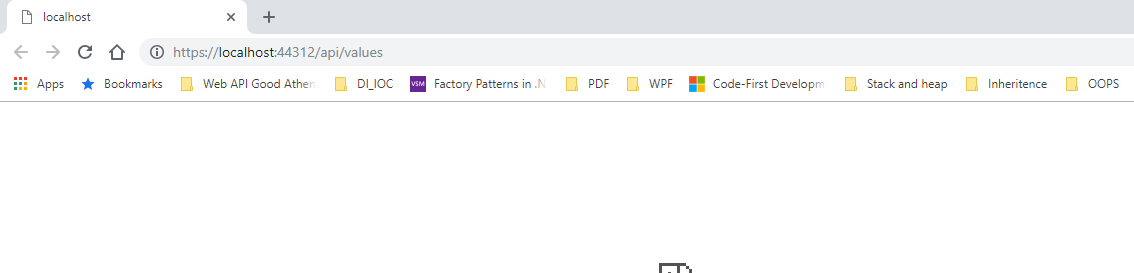 localhost
https://localhost:44312/api/values
Apps Bookmarks Web API Good Athen DI_IOC VSM Factory Patterns in .N PDF WPF Code-First Developm Stack and heap Inheritence OOPS